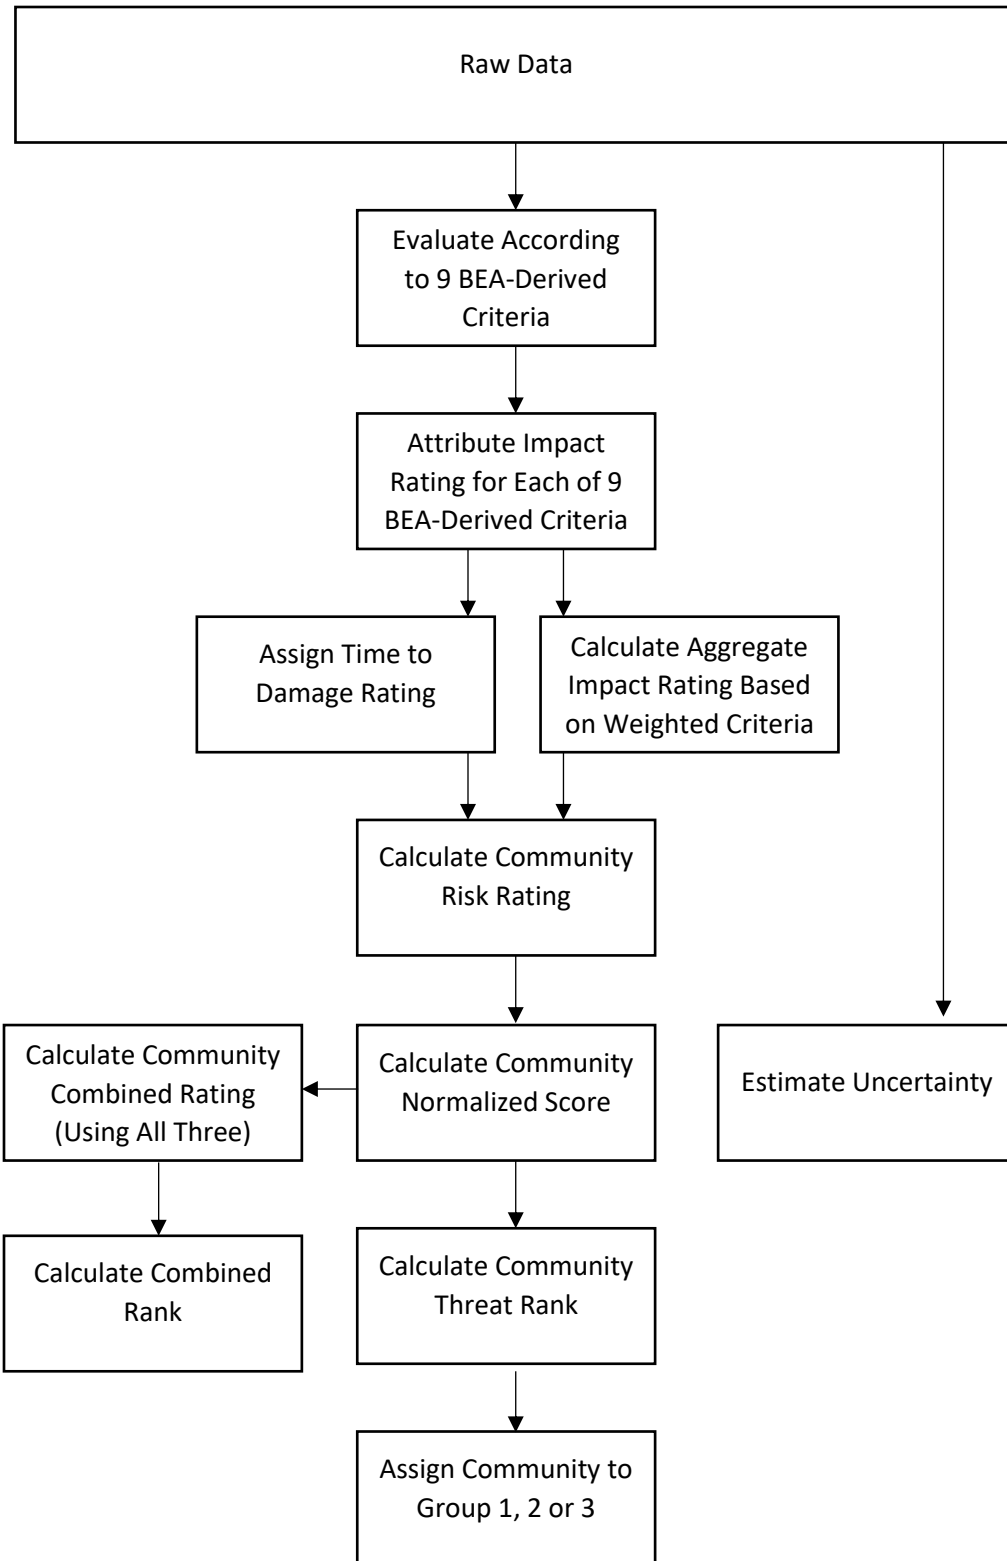 Raw Data
Evaluate According
to 9 BEA-Derived
Criteria
Attribute Impact
Rating for Each of 9
BEA-Derived Criteria
Assign Time to
Damage Rating
Calculate Aggregate
Impact Rating Based
on Weighted Criteria
Calculate Community
Risk Rating
Calculate Community
Combined Rating
(Using All Three)
Calculate Community
Normalized Score
Estimate Uncertainty
Calculate Combined
Rank
Calculate Community
Threat Rank
Assign Community to
Group 1, 2 or 3